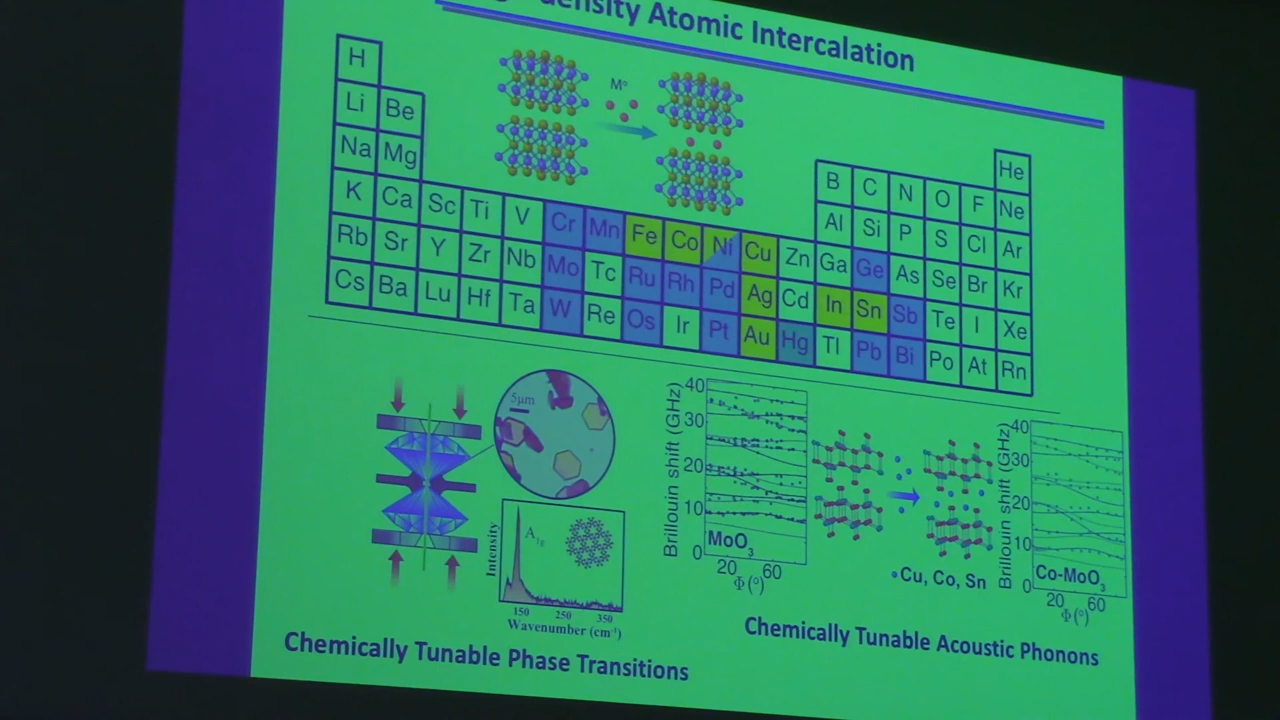 Atomic Intercalation
H
M°
He
Li Be
B C N O F Ne
Na Mg
Al Si P S Cl Ar
K Ca Sc Ti V Cr Mn Fe Co Ni Cu Zn Ga Ge As Se Br Kr
Rb Sr Y Zr Nb Mo Tc Ru Rh Pd Ag Cd In Sn Sb Te I Xe
Cs Ba Lu Hf Ta W Re Os Ir Pt Au Hg Tl Pb Bi Po At Rn
5μm
Intensity
A1g
150 250 350
Wavenumber (cm-1)
Chemically Tunable Phase Transitions
Brillouin shift (GHz)
40
30
20
10
0
MoO3
20 60
Φ(°)
Cu, Co, Sn
Brillouin shift (GHz)
40
30
20
10
0
Co-MoO3
20 60
Φ(°)
Chemically Tunable Acoustic Phonons